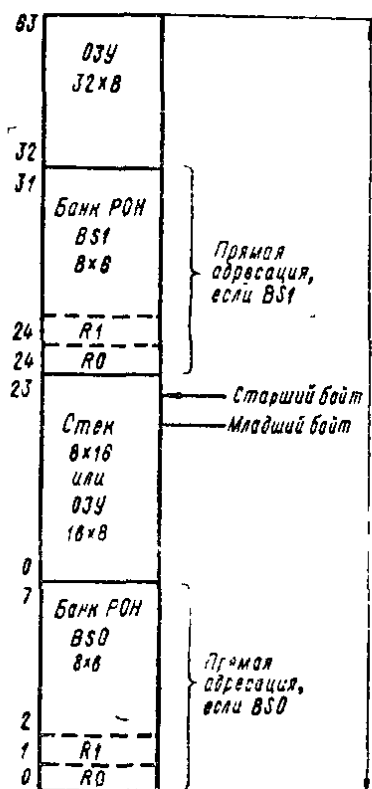 63
ОЗУ
32×8
32
31
Банк РОН
BS1
8×6
Прямая
адресация,
если BS1
24 R1
24 R0
23
Старший байт
Младший байт
Стек
8×16
или
ОЗУ
16×8
0
7
Банк РОН
BS0
8×6
Прямая
адресация,
если BS0
2
1 R1
0 R0